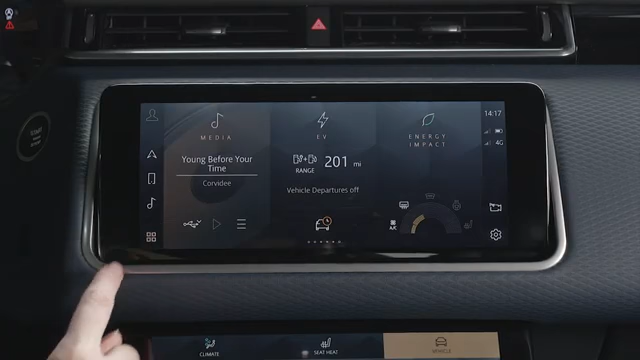 MEDIA
Young Before Your
Time
Corvidee
EV
RANGE
201 mi
Vehicle Departures off
ENERGY
IMPACT
A/C
14:17
4G
CLIMATE
SEAT HEAT
VEHICLE